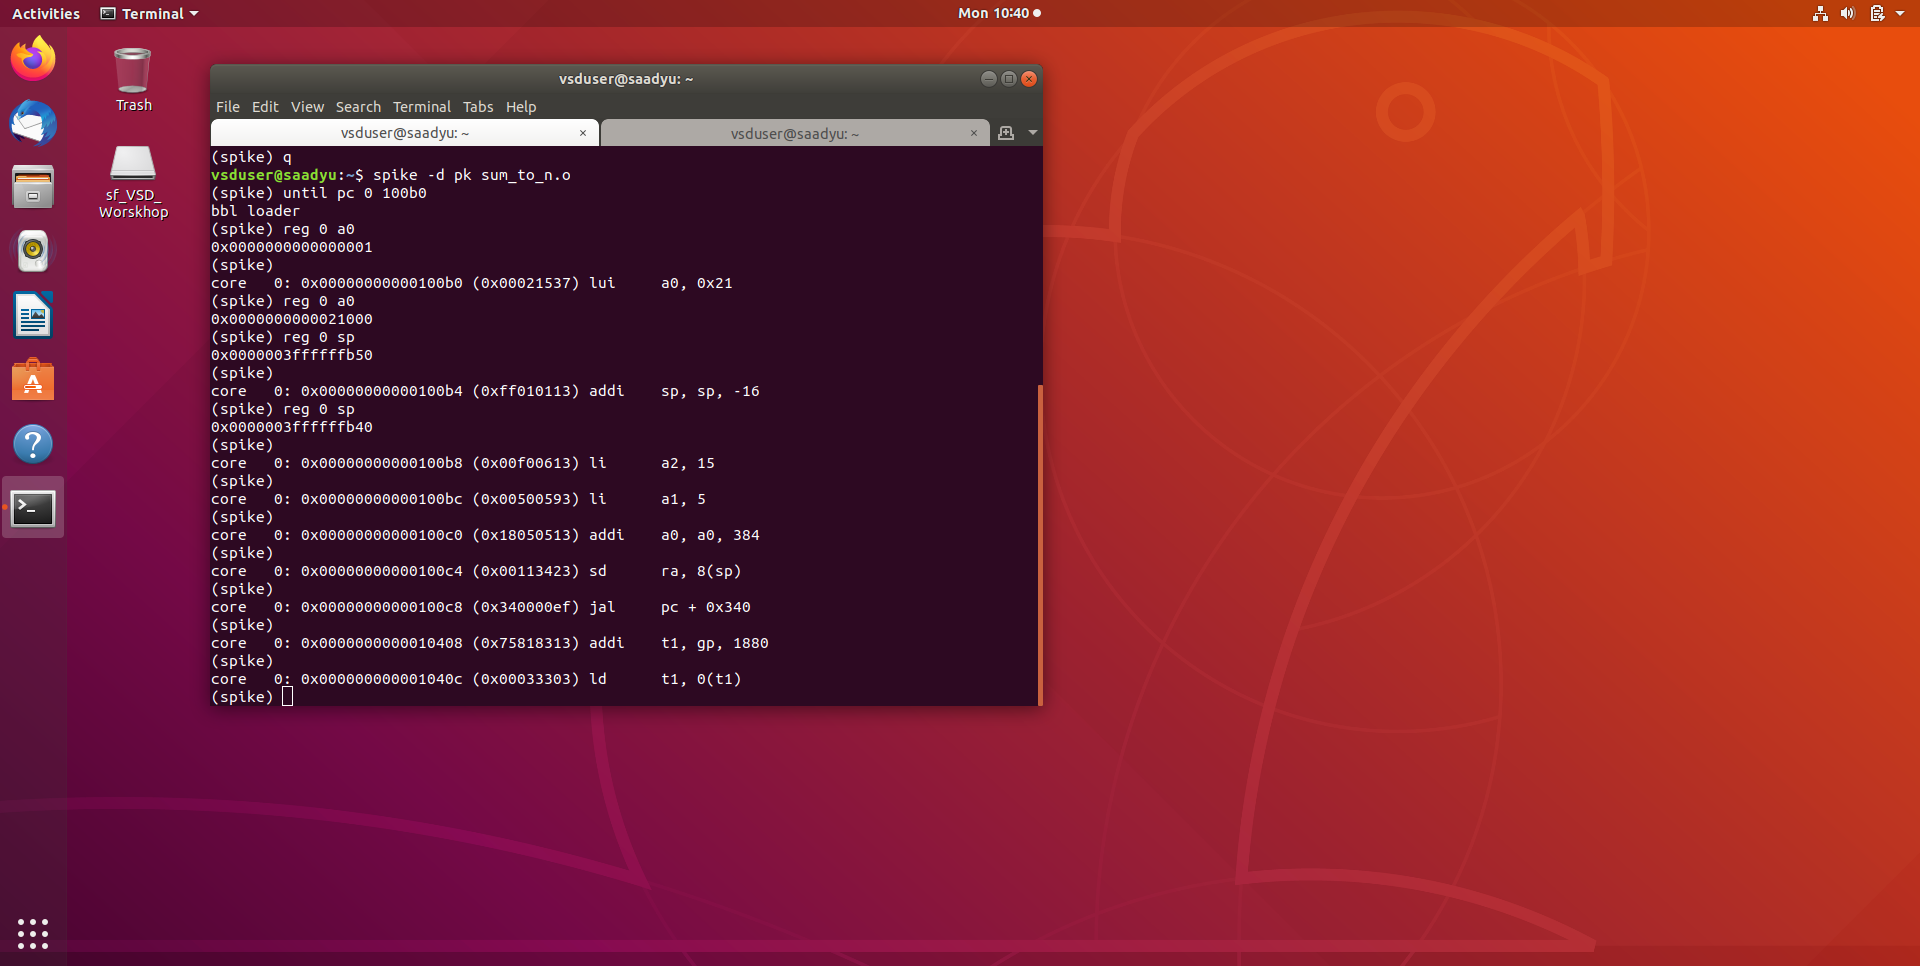 Activities Terminal Mon 10:40
Trash
sf_VSD_
Worskhop
vsduser@saadyu: ~
File Edit View Search Terminal Tabs Help
vsduser@saadyu: ~ × vsduser@saadyu: ~ ×
(spike) q
vsduser@saadyu:~$ spike -d pk sum_to_n.o
(spike) until pc 0 100b0
bbl loader
(spike) reg 0 a0
0x0000000000000001
(spike)
core   0: 0x00000000000100b0 (0x00021537) lui     a0, 0x21
(spike) reg 0 a0
0x0000000000021000
(spike) reg 0 sp
0x0000003ffffffb50
(spike)
core   0: 0x00000000000100b4 (0xff010113) addi    sp, sp, -16
(spike) reg 0 sp
0x0000003ffffffb40
(spike)
core   0: 0x00000000000100b8 (0x00f00613) li      a2, 15
(spike)
core   0: 0x00000000000100bc (0x00500593) li      a1, 5
(spike)
core   0: 0x00000000000100c0 (0x18050513) addi    a0, a0, 384
(spike)
core   0: 0x00000000000100c4 (0x00113423) sd      ra, 8(sp)
(spike)
core   0: 0x00000000000100c8 (0x340000ef) jal     pc + 0x340
(spike)
core   0: 0x0000000000010408 (0x75818313) addi    t1, gp, 1880
(spike)
core   0: 0x000000000001040c (0x00033303) ld      t1, 0(t1)
(spike)